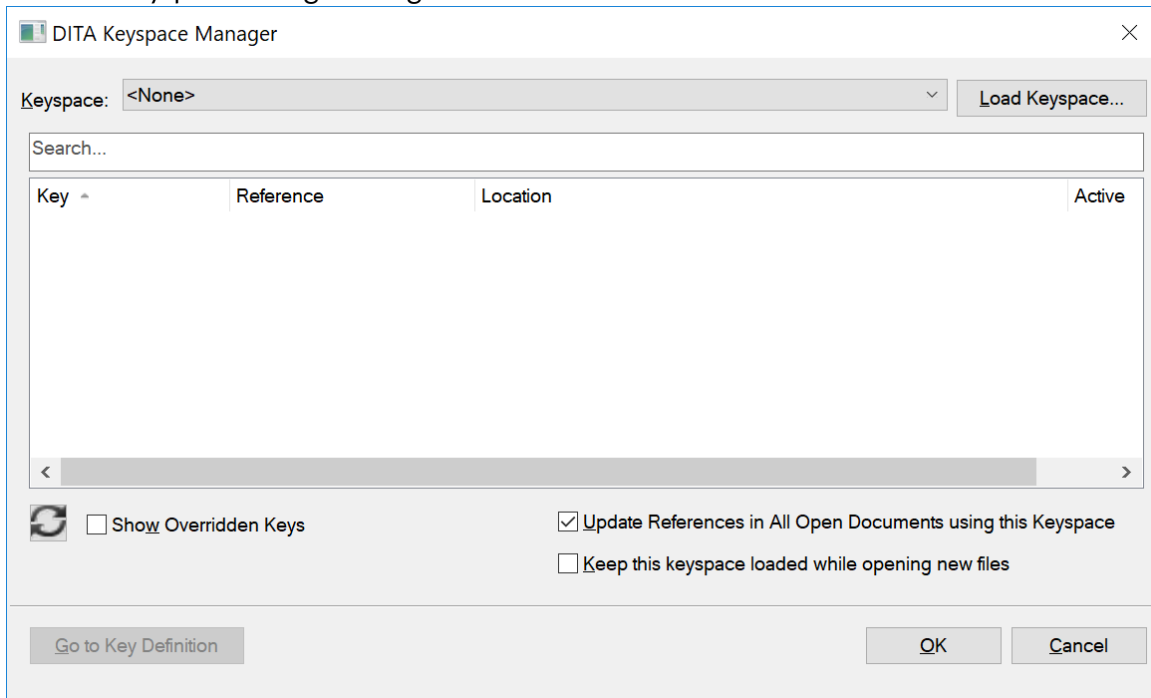 DITA Keyspace Manager
Keyspace: <None> Load Keyspace...
Search...
Key Reference Location Active
Show Overridden Keys
Update References in All Open Documents using this Keyspace
Keep this keyspace loaded while opening new files
Go to Key Definition OK Cancel